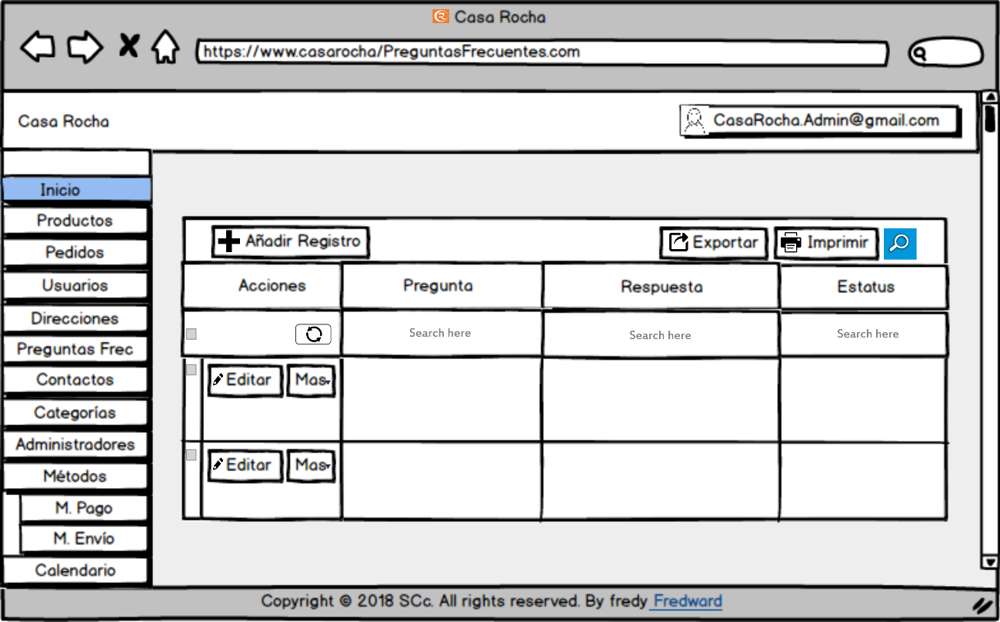 Casa Rocha
https://www.casarocha/PreguntasFrecuentes.com
Casa Rocha
CasaRocha.Admin@gmail.com
Inicio
Productos
Pedidos
Usuarios
Direcciones
Preguntas Frec
Contactos
Categorías
Administradores
Métodos
M. Pago
M. Envío
Calendario
Añadir Registro
Exportar
Imprimir
Acciones
Pregunta
Respuesta
Estatus
Search here
Search here
Search here
Editar
Mas
Editar
Mas
Copyright © 2018 SCc. All rights reserved. By fredy Fredward